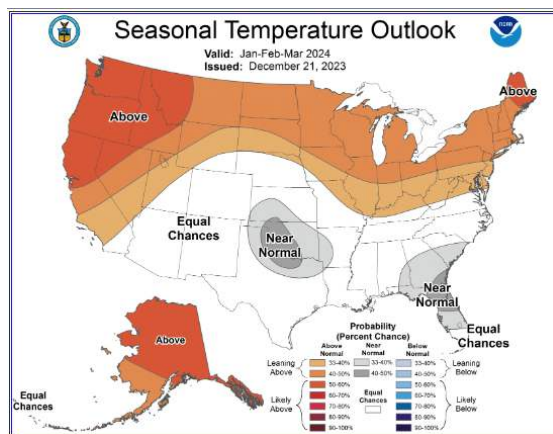 Seasonal Temperature Outlook
Valid: Jan-Feb-Mar 2024
Issued: December 21, 2023
NOAA
Above
Above
Equal
Chances
Near
Normal
Near
Normal
Equal
Chances
Above
Equal
Chances
Probability
(Percent Chance)
Above
Normal
Near
Normal
Below
Normal
Leaning
Above
33-40%
33-40%
33-40%
Leaning
Below
40-50%
40-50%
40-50%
Likely
Above
50-60%
60-70%
70-80%
80-90%
90-100%
Equal
Chances
50-60%
60-70%
70-80%
80-90%
90-100%
Likely
Below